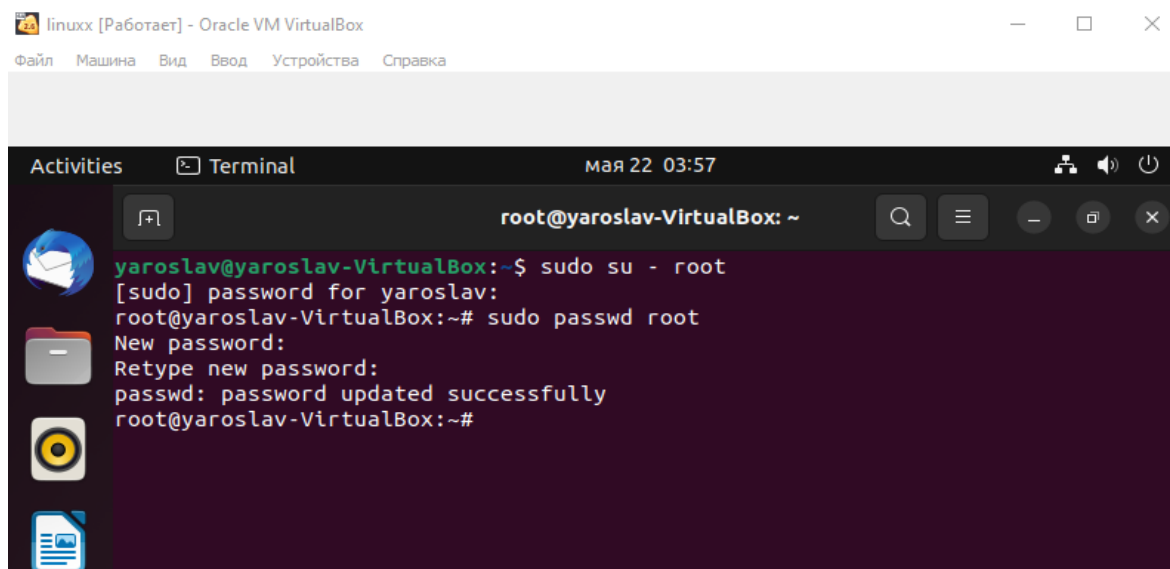 linuxx [Работает] - Oracle VM VirtualBox
Файл Машина Вид Ввод Устройства Справка
Activities Terminal мая 22 03:57
root@yaroslav-VirtualBox: ~
yaroslav@yaroslav-VirtualBox:~$ sudo su - root
[sudo] password for yaroslav:
root@yaroslav-VirtualBox:~# sudo passwd root
New password:
Retype new password:
passwd: password updated successfully
root@yaroslav-VirtualBox:~#